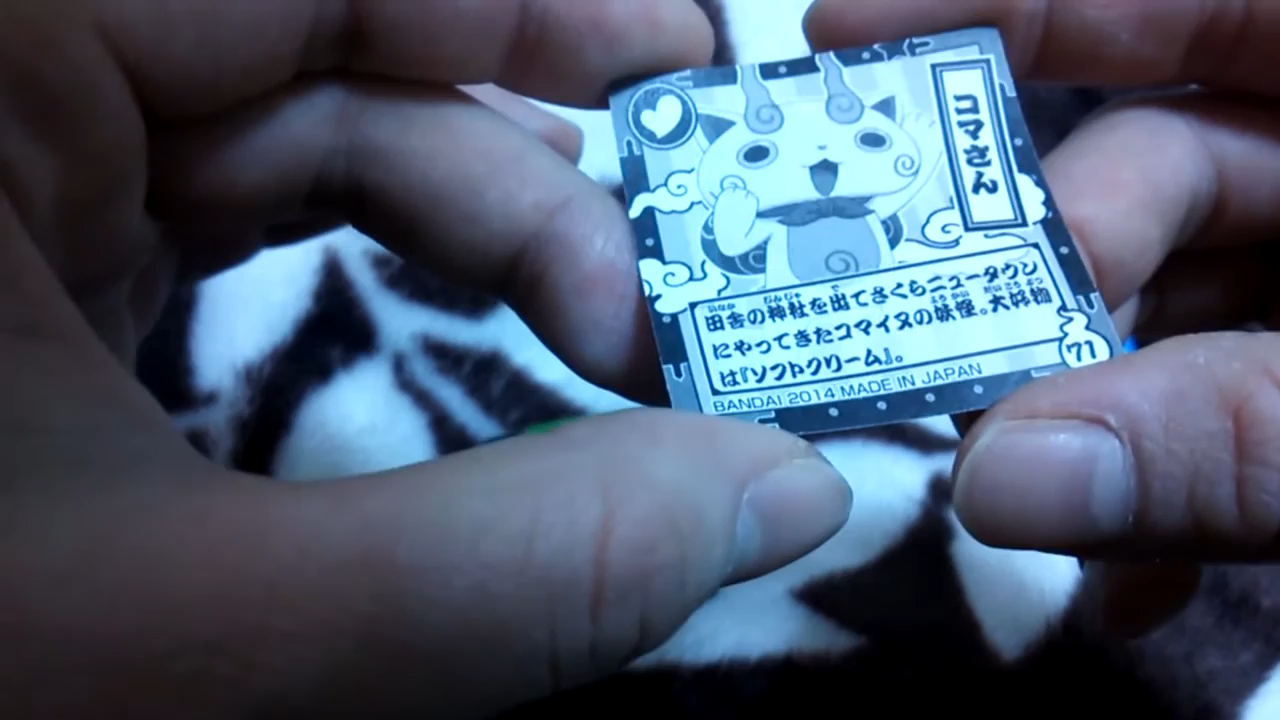 コマさん
田舎の神社を出てさくらニュータウン
にやってきたコマイヌの妖怪。大好物
は『ソフトクリーム』。
71
BANDAI 2014 MADE IN JAPAN